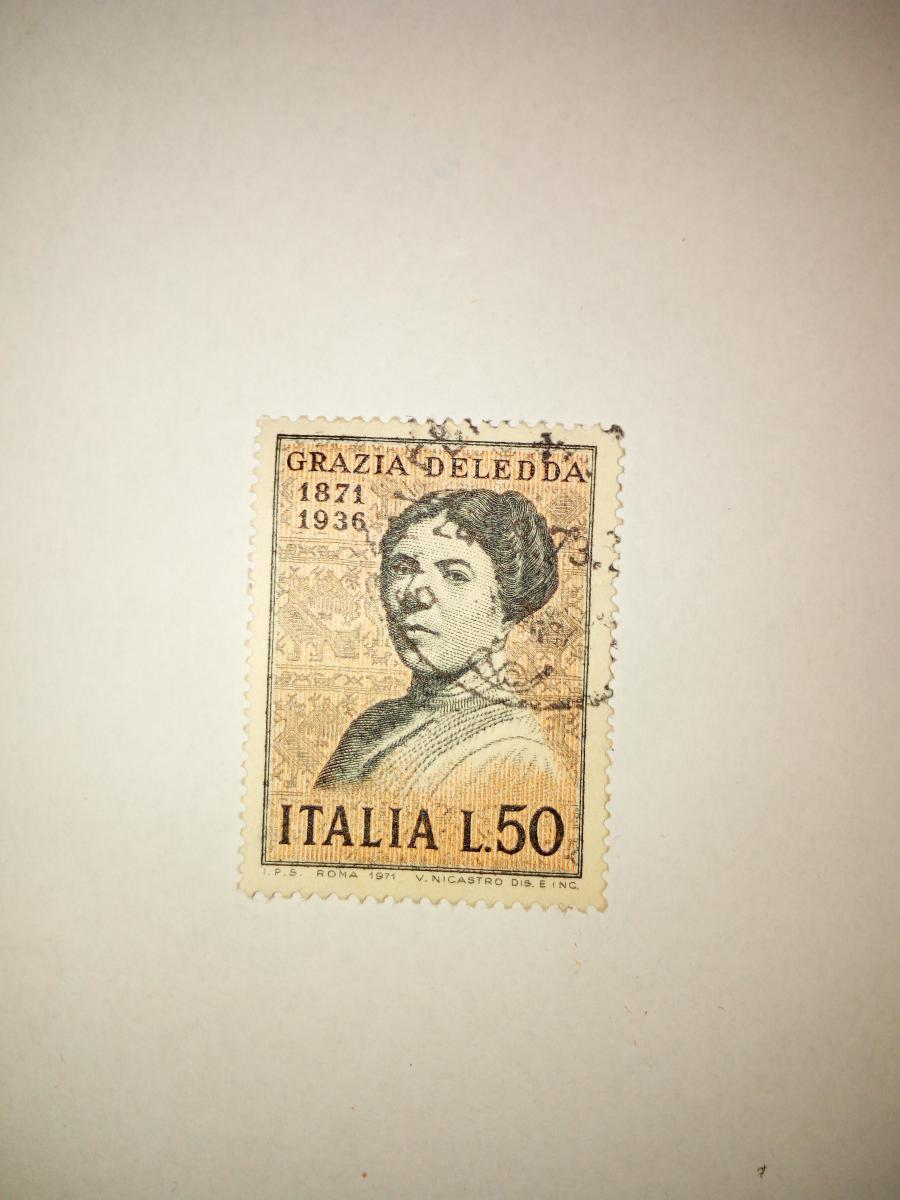 GRAZIA DELEDDA
1871
1936
ITALIA L.50
I.P.S. ROMA 1971 V. NICASTRO DIS. E INC.